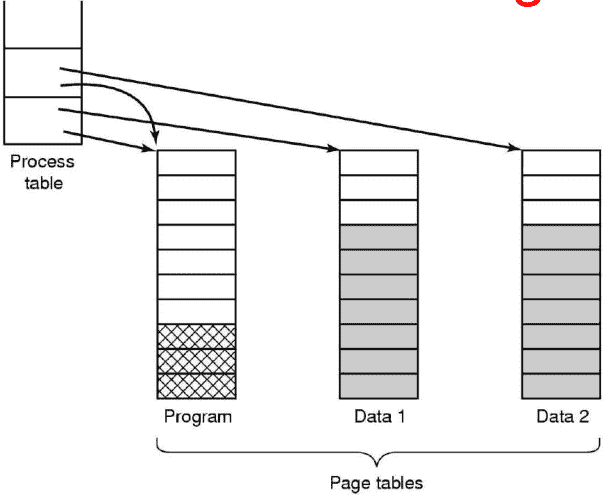 g
Process
table
Program
Data 1
Data 2
Page tables